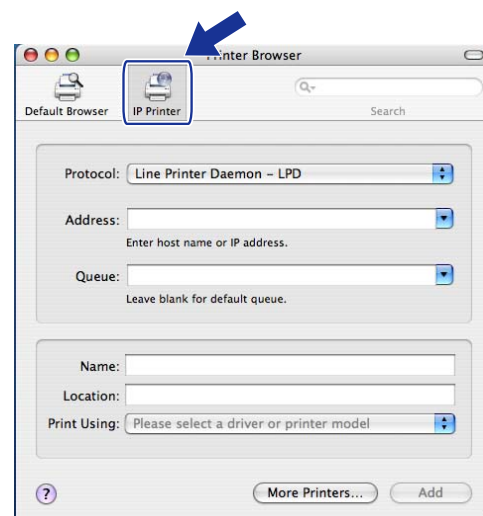 Printer Browser
Default Browser
IP Printer
Search
Protocol: Line Printer Daemon – LPD
Address:
Enter host name or IP address.
Queue:
Leave blank for default queue.
Name:
Location:
Print Using: Please select a driver or printer model
?
More Printers...
Add